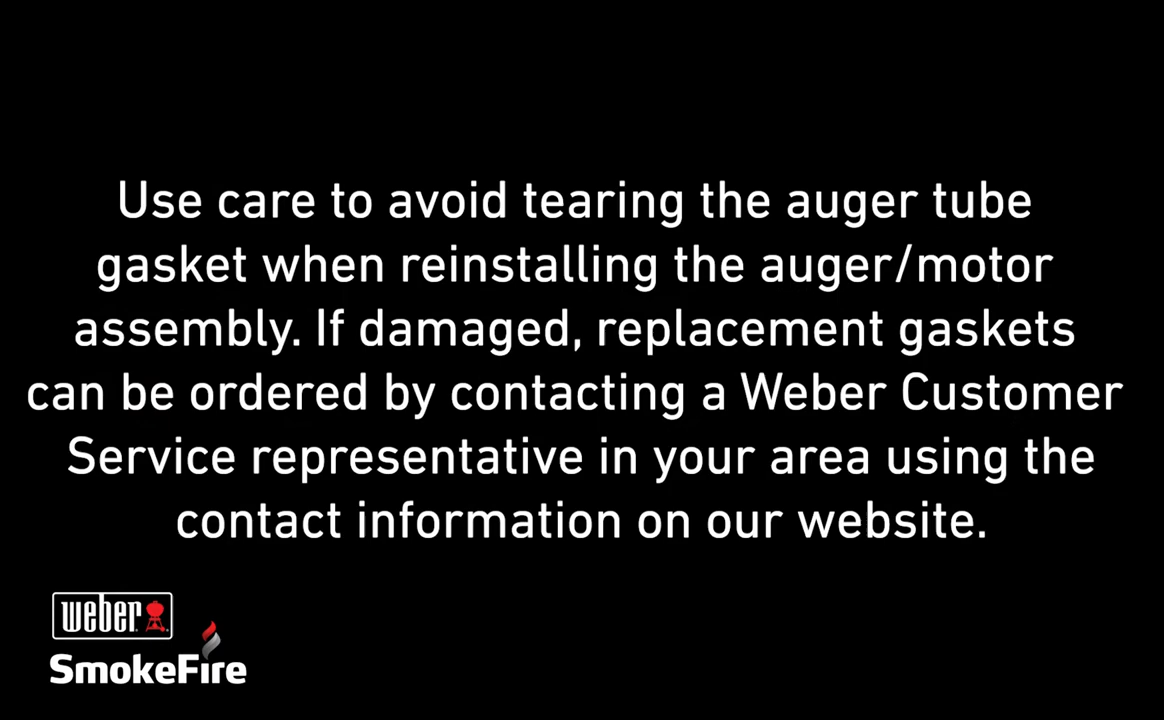 Use care to avoid tearing the auger tube
gasket when reinstalling the auger/motor
assembly. If damaged, replacement gaskets
can be ordered by contacting a Weber Customer
Service representative in your area using the
contact information on our website.
weber
SmokeFire